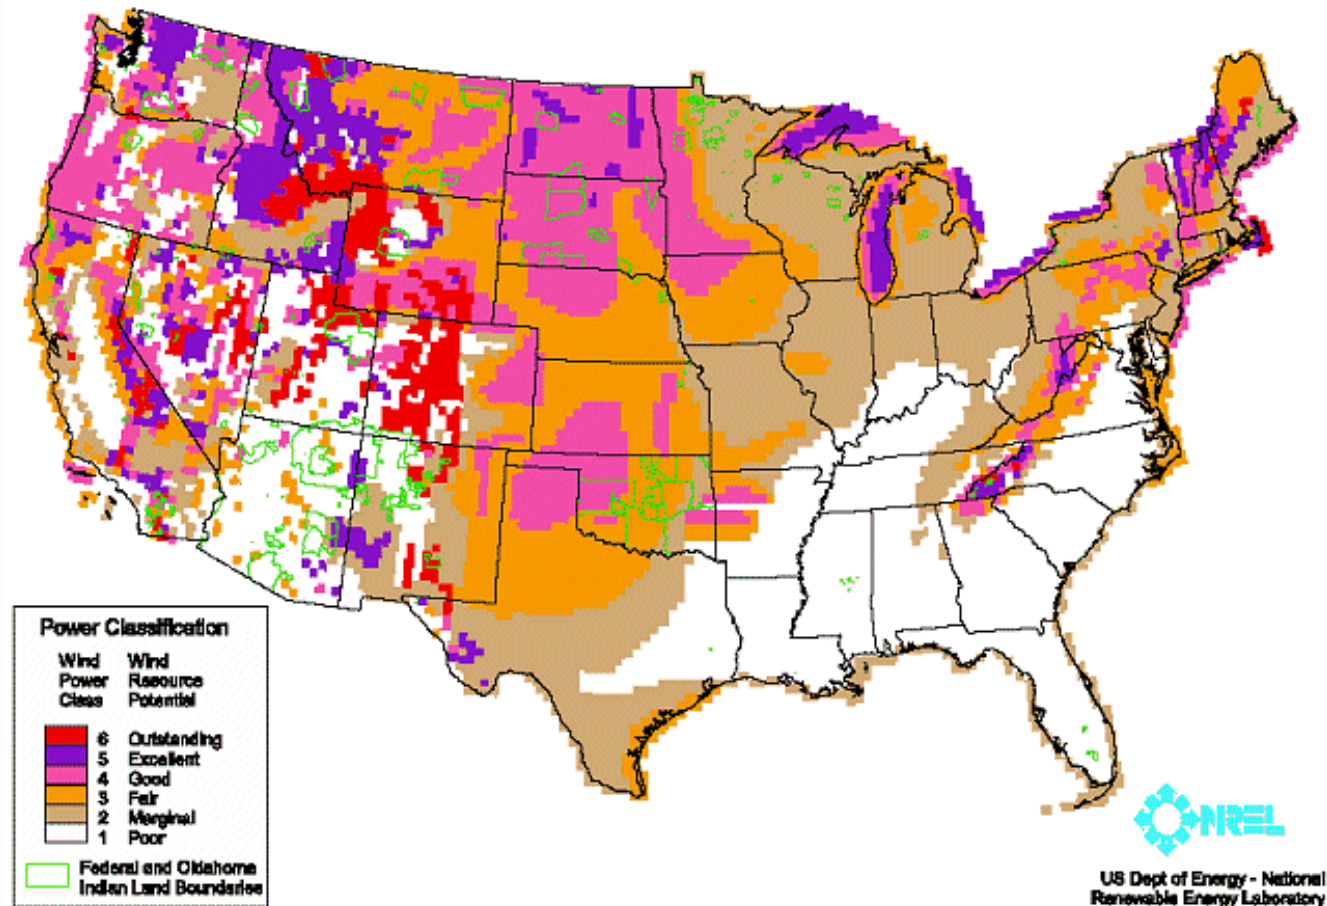 Power Classification
Wind Wind
Power Resource
Class Potential
6 Outstanding
5 Excellent
4 Good
3 Fair
2 Marginal
1 Poor
Federal and Oklahoma
Indian Land Boundaries
NREL
US Dept of Energy - National
Renewable Energy Laboratory